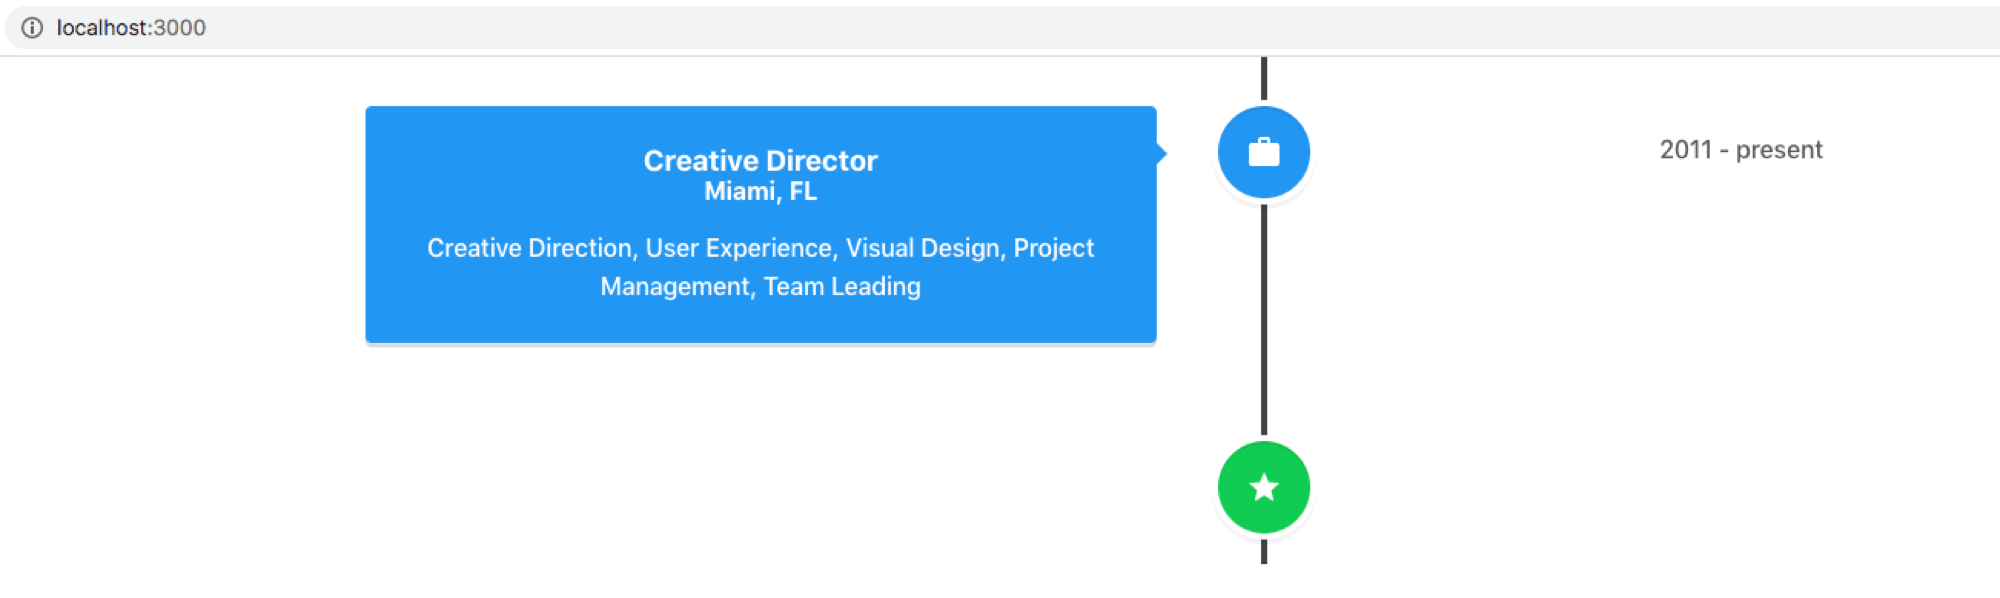 localhost:3000
Creative Director
Miami, FL
2011 - present
Creative Direction, User Experience, Visual Design, Project
Management, Team Leading